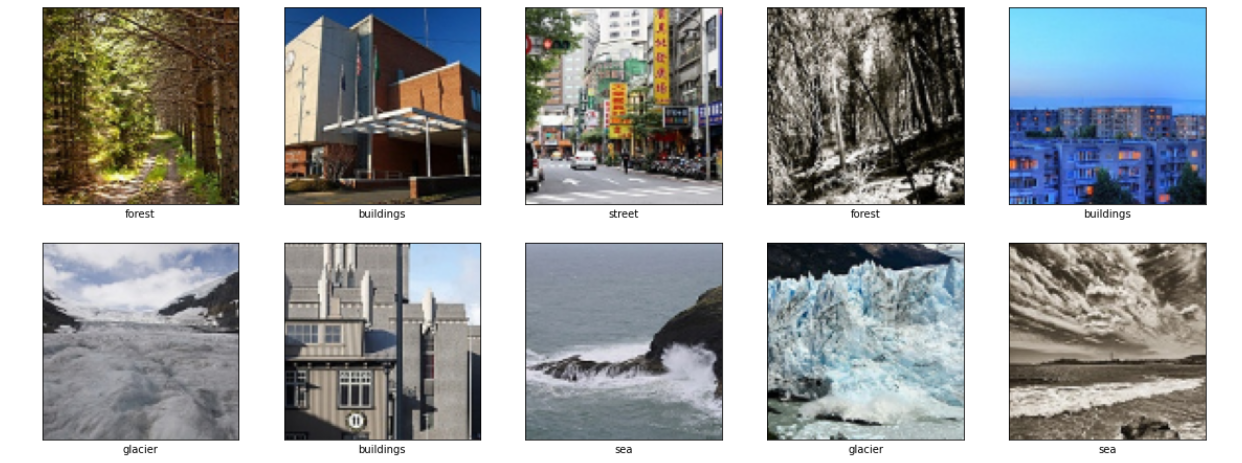 forest
buildings
street
forest
buildings
glacier
buildings
sea
glacier
sea